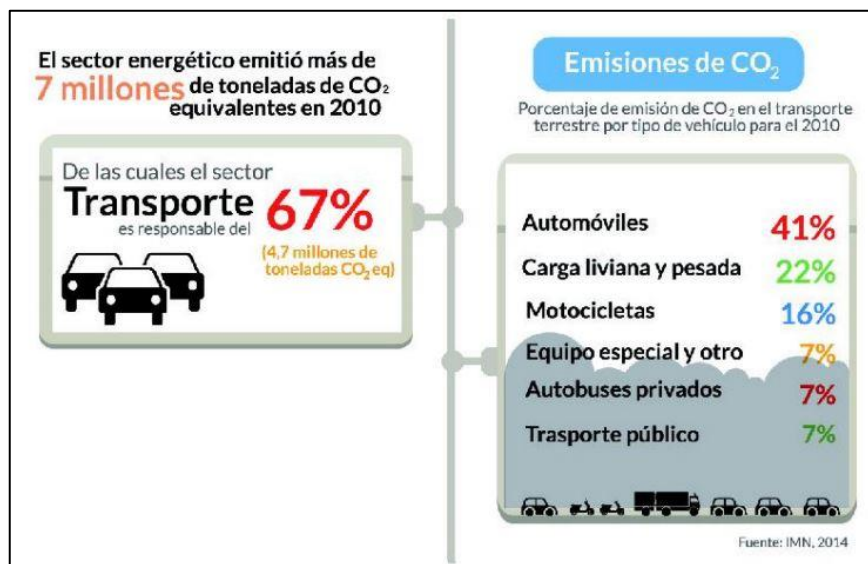 El sector energético emitió más de
7 millones de toneladas de CO₂
equivalentes en 2010
De las cuales el sector
Transporte
es responsable del
67%
(4,7 millones de
toneladas CO₂ eq)
Emisiones de CO₂
Porcentaje de emisión de CO₂ en el transporte
terrestre por tipo de vehículo para el 2010
Automóviles 41%
Carga liviana y pesada 22%
Motocicletas 16%
Equipo especial y otro 7%
Autobuses privados 7%
Trasporte público 7%
Fuente: IMN, 2014